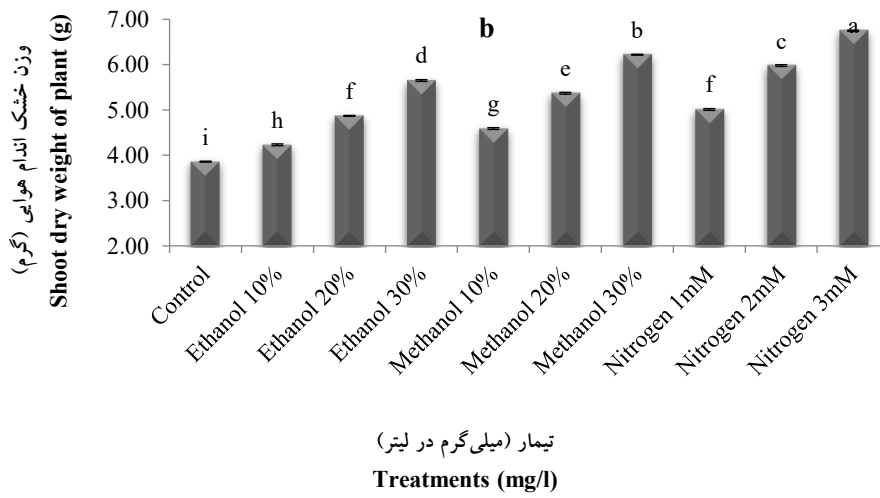 وزن خشک اندام هوایی (گرم)
Shoot dry weight of plant (g)
7.00
6.00
5.00
4.00
3.00
2.00
b
i
h
f
d
g
e
b
f
c
a
Control
Ethanol 10%
Ethanol 20%
Ethanol 30%
Methanol 10%
Methanol 20%
Methanol 30%
Nitrogen 1mM
Nitrogen 2mM
Nitrogen 3mM
تیمار (میلی‌گرم در لیتر)
Treatments (mg/l)